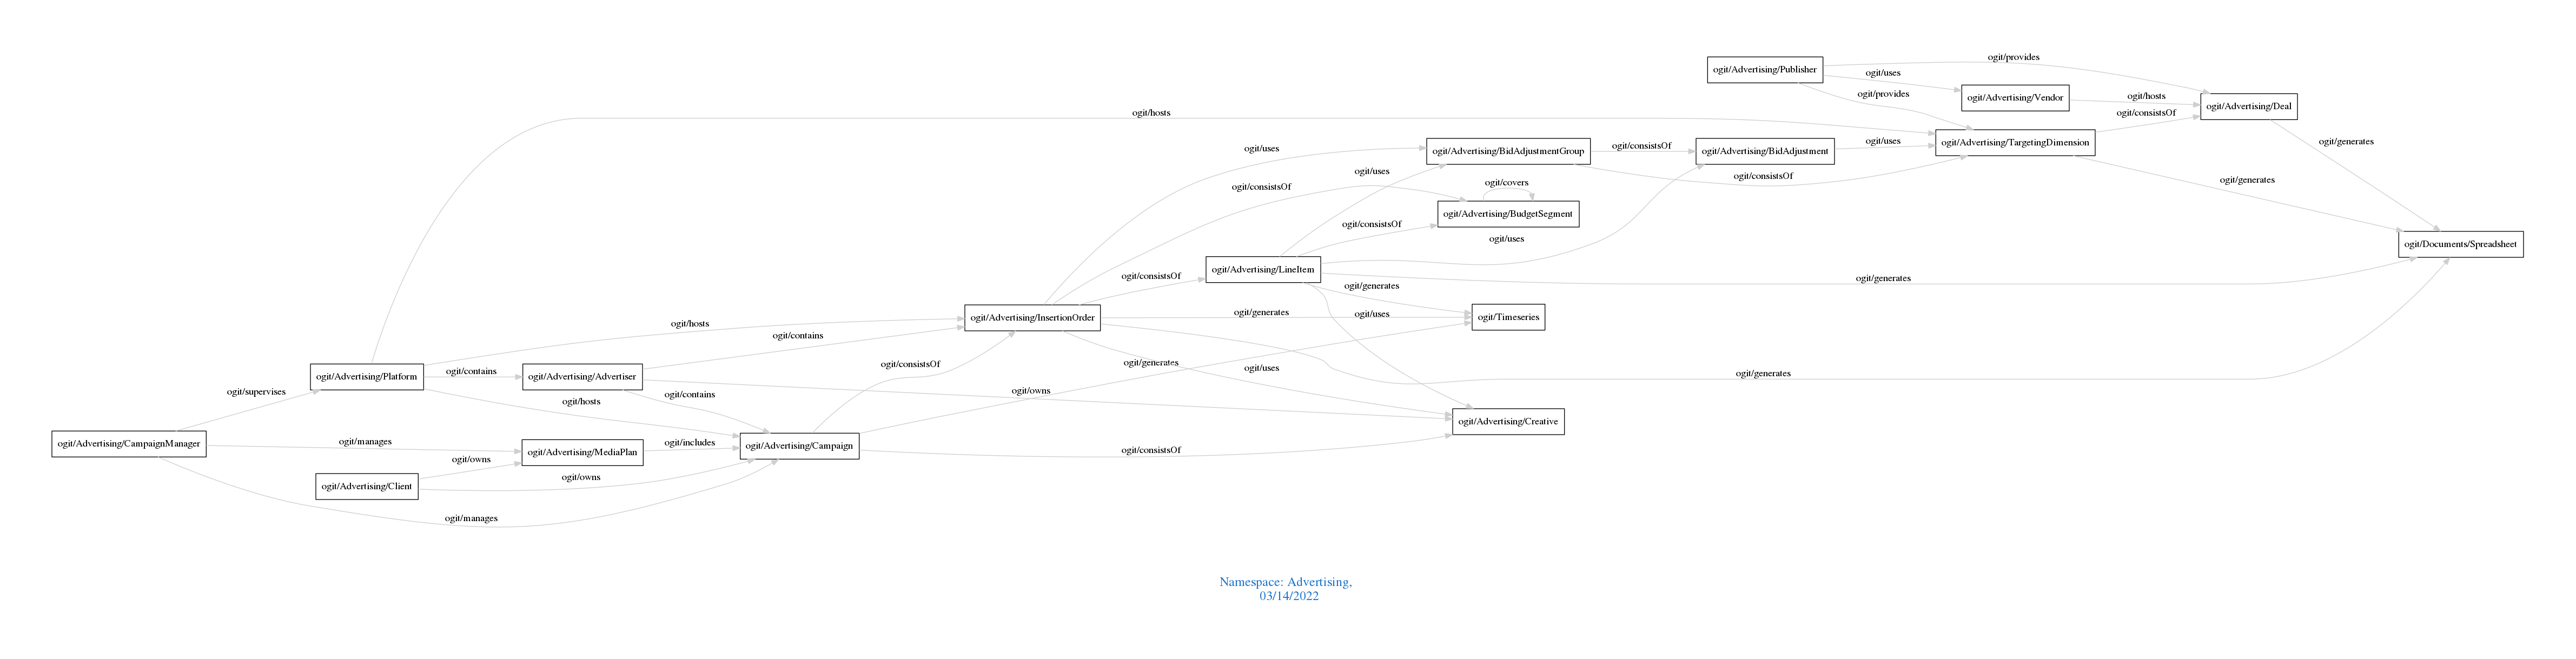 ogit/provides
ogit/Advertising/Publisher
ogit/uses
ogit/provides
ogit/Advertising/Vendor
ogit/hosts
ogit/Advertising/Deal
ogit/hosts
ogit/consistsOf
ogit/uses
ogit/Advertising/BidAdjustmentGroup
ogit/consistsOf
ogit/Advertising/BidAdjustment
ogit/uses
ogit/Advertising/TargetingDimension
ogit/generates
ogit/uses
ogit/consistsOf
ogit/generates
ogit/consistsOf
ogit/covers
ogit/Advertising/BudgetSegment
ogit/consistsOf
ogit/uses
ogit/Documents/Spreadsheet
ogit/consistsOf
ogit/Advertising/LineItem
ogit/generates
ogit/generates
ogit/Advertising/InsertionOrder
ogit/generates
ogit/uses
ogit/Timeseries
ogit/hosts
ogit/contains
ogit/consistsOf
ogit/generates
ogit/uses
ogit/generates
ogit/Advertising/Platform
ogit/contains
ogit/Advertising/Advertiser
ogit/supervises
ogit/hosts
ogit/contains
ogit/owns
ogit/Advertising/Creative
ogit/Advertising/CampaignManager
ogit/manages
ogit/Advertising/MediaPlan
ogit/includes
ogit/Advertising/Campaign
ogit/consistsOf
ogit/owns
ogit/Advertising/Client
ogit/owns
ogit/manages
Namespace: Advertising,
03/14/2022